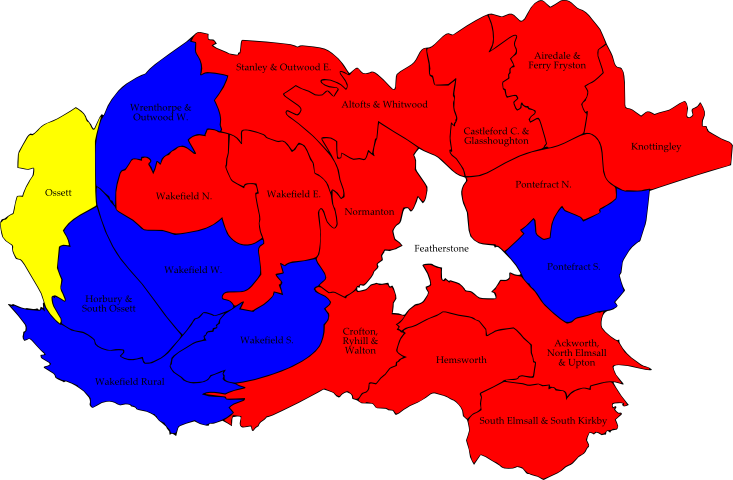 Airedale &
Ferry Fryston
Stanley & Outwood E.
Altofts & Whitwood
Wrenthorpe &
Outwood W.
Castleford C. &
Glasshoughton
Knottingley
Ossett
Wakefield N.
Wakefield E.
Pontefract N.
Normanton
Featherstone
Wakefield W.
Pontefract S.
Horbury &
South Ossett
Crofton,
Ryhill &
Walton
Wakefield S.
Ackworth,
North Elmsall
& Upton
Hemsworth
Wakefield Rural
South Elmsall & South Kirkby